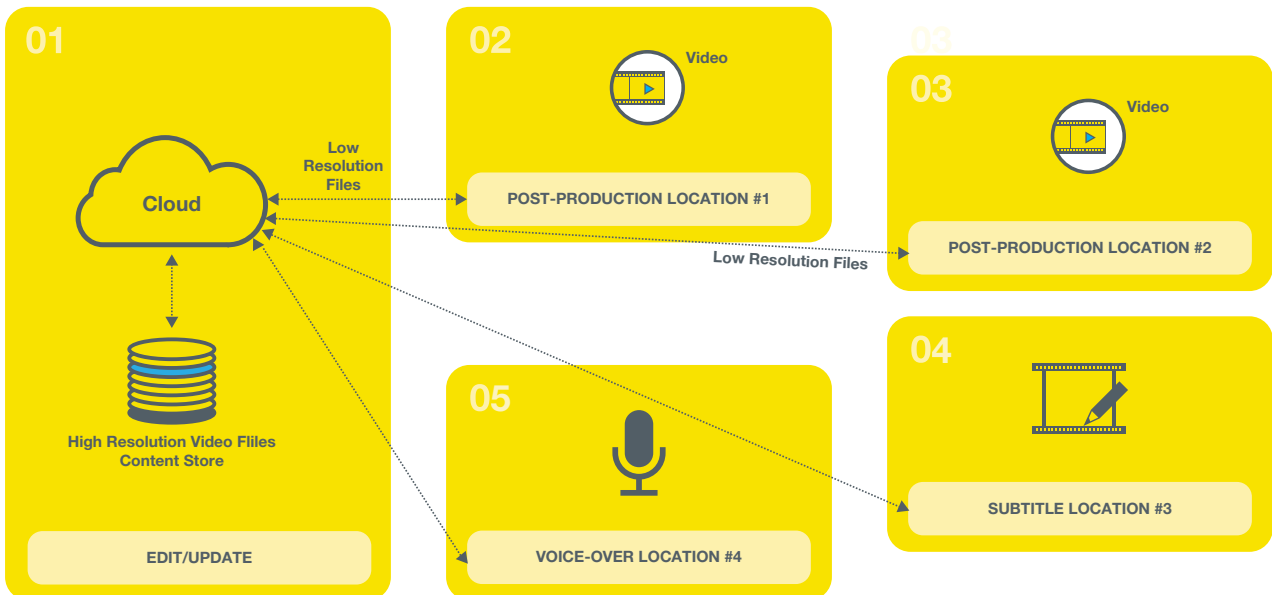 01
Cloud
Low
Resolution
Files
High Resolution Video Fliles
Content Store
EDIT/UPDATE
02
Video
POST-PRODUCTION LOCATION #1
03
03
Video
POST-PRODUCTION LOCATION #2
Low Resolution Files
04
SUBTITLE LOCATION #3
05
VOICE-OVER LOCATION #4